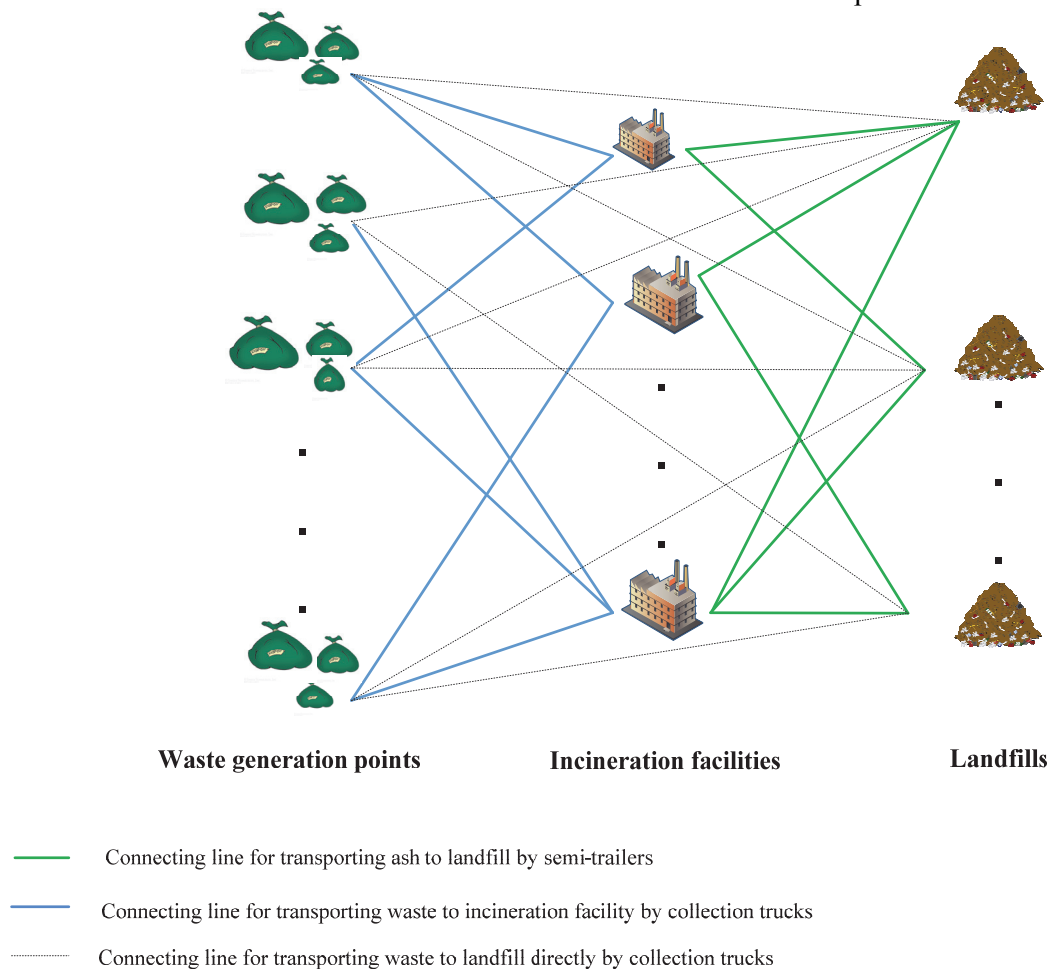 Waste generation points
Incineration facilities
Landfills
Connecting line for transporting ash to landfill by semi-trailers
Connecting line for transporting waste to incineration facility by collection trucks
Connecting line for transporting waste to landfill directly by collection trucks